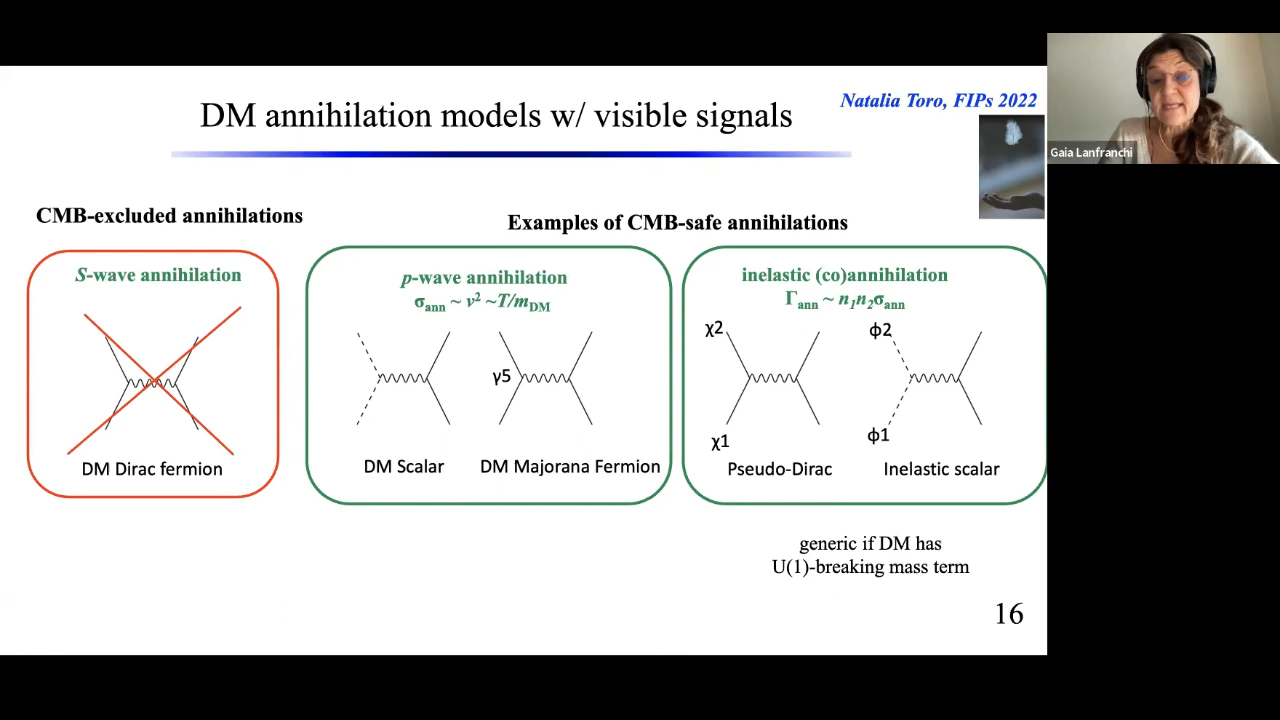 DM annihilation models w/ visible signals
Natalia Toro, FIPs 2022
Gaia Lanfranchi
CMB-excluded annihilations
Examples of CMB-safe annihilations
S-wave annihilation
DM Dirac fermion
p-wave annihilation
σann ~ v² ~T/mDM
γ5
DM Scalar
DM Majorana Fermion
inelastic (co)annihilation
Γann ~ n₁n₂σann
χ2
ϕ2
χ1
ϕ1
Pseudo-Dirac
Inelastic scalar
generic if DM has
U(1)-breaking mass term
16